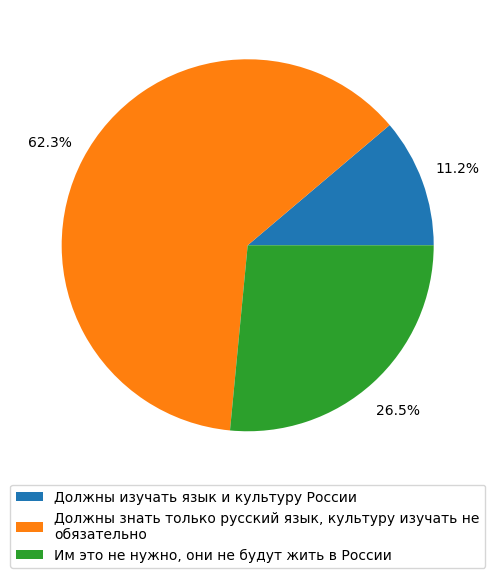 62.3%
11.2%
26.5%
Должны изучать язык и культуру России
Должны знать только русский язык, культуру изучать не
обязательно
Им это не нужно, они не будут жить в России